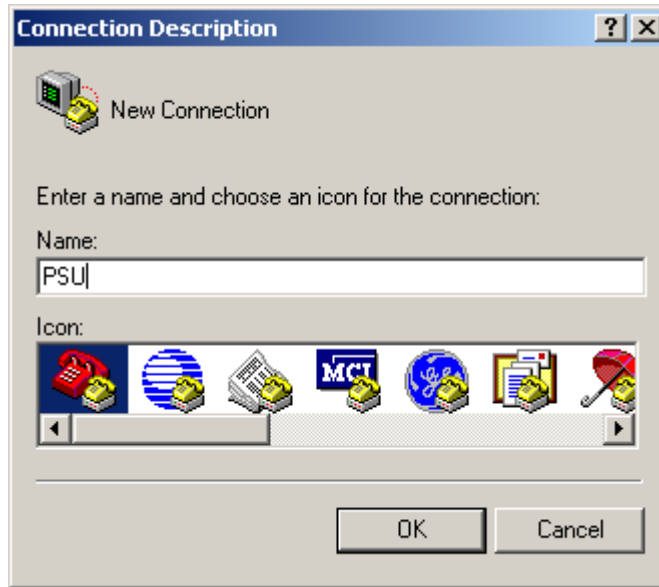 Connection Description
New Connection
Enter a name and choose an icon for the connection:
Name:
PSU
Icon:
MCI
OK
Cancel